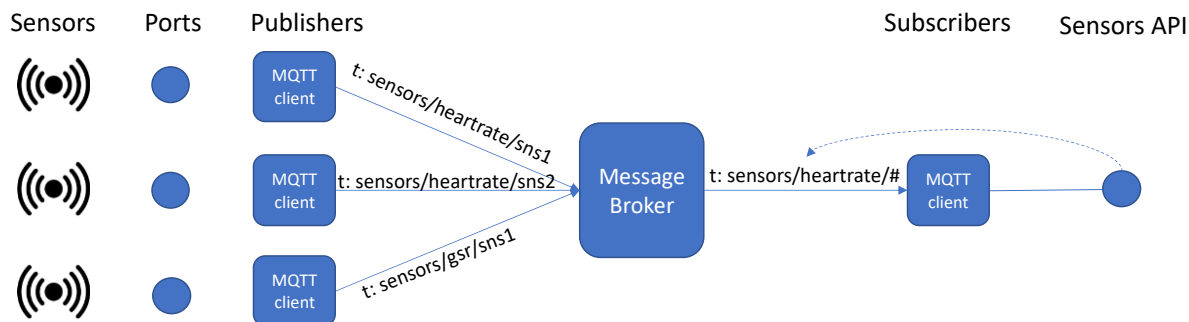 Sensors
Ports
Publishers
Subscribers
Sensors API
MQTT
client
t: sensors/heartrate/sns1
MQTT
client
t: sensors/heartrate/sns2
Message
Broker
t: sensors/heartrate/#
MQTT
client
MQTT
client
t: sensors/gsr/sns1